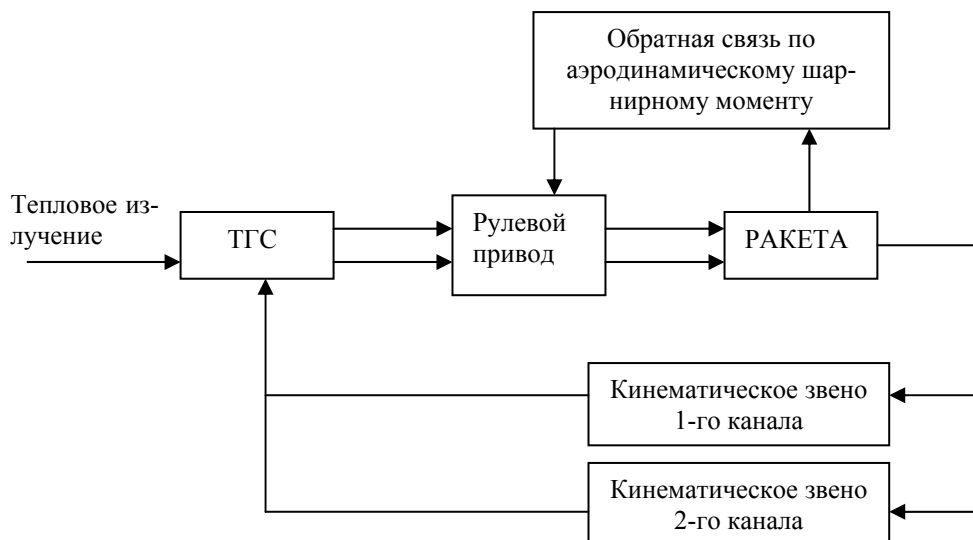 Обратная связь по
аэродинамическому шар-
нирному моменту
Тепловое из-
лучение
ТГС
Рулевой
привод
РАКЕТА
Кинематическое звено
1-го канала
Кинематическое звено
2-го канала